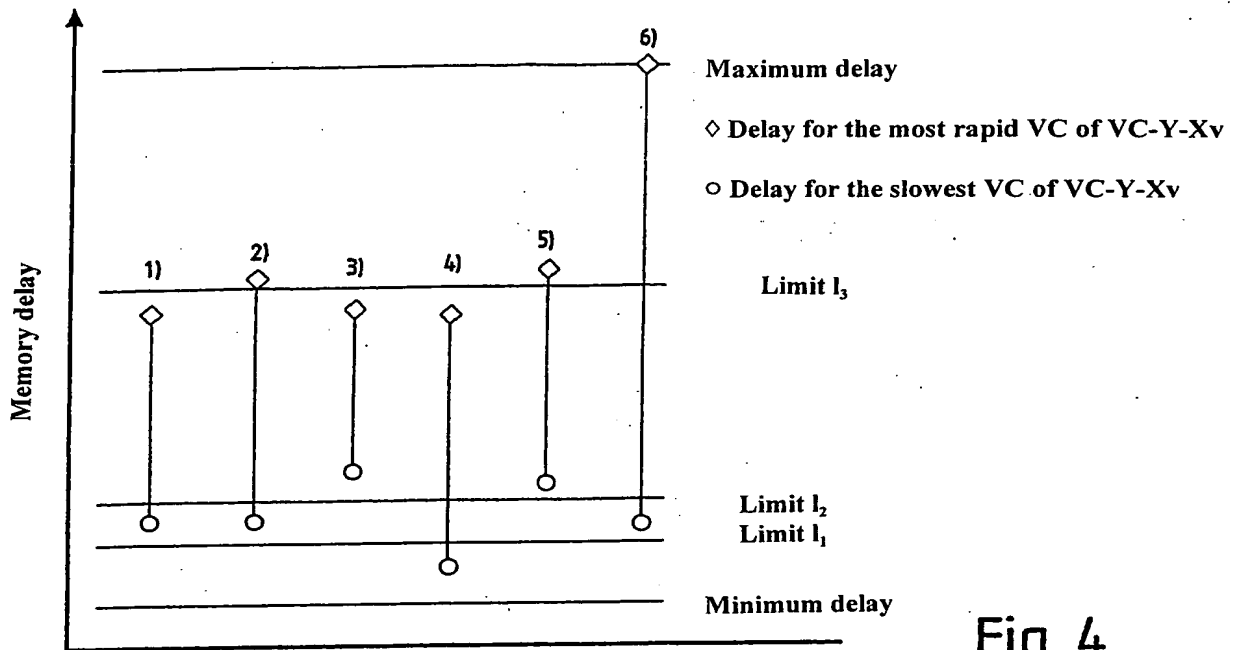 6)
Maximum delay
◇ Delay for the most rapid VC of VC-Y-Xv
○ Delay for the slowest VC of VC-Y-Xv
1)
2)
3)
4)
5)
Limit l₃
Memory delay
Limit l₂
Limit l₁
Minimum delay
Fig 4